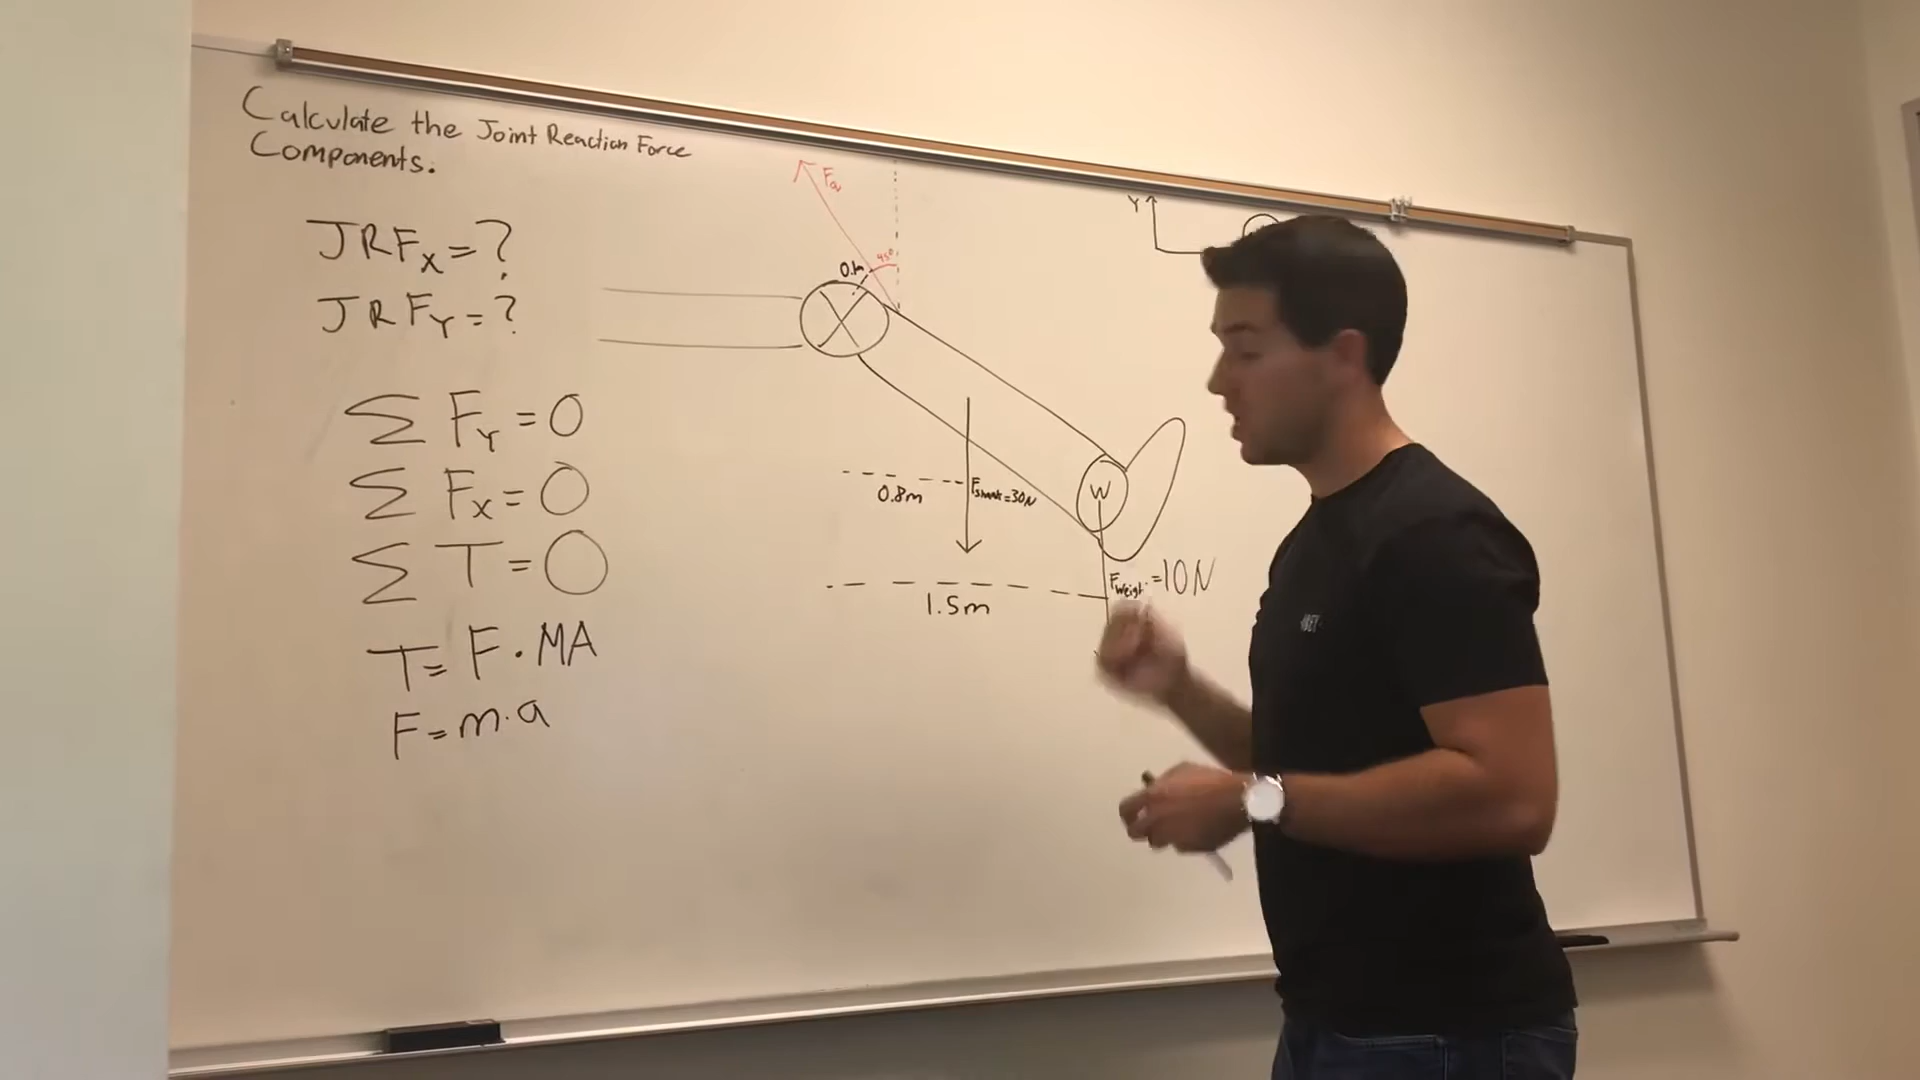 Calculate the Joint Reaction Force
Components.
JRFx=?
JRFY=?
Σ FY=0
Σ Fx=0
Σ T=0
T=F·MA
F=m·a
Fa
45°
0.1m
Y
0.8m
Fshank=30N
W
1.5m
=10N